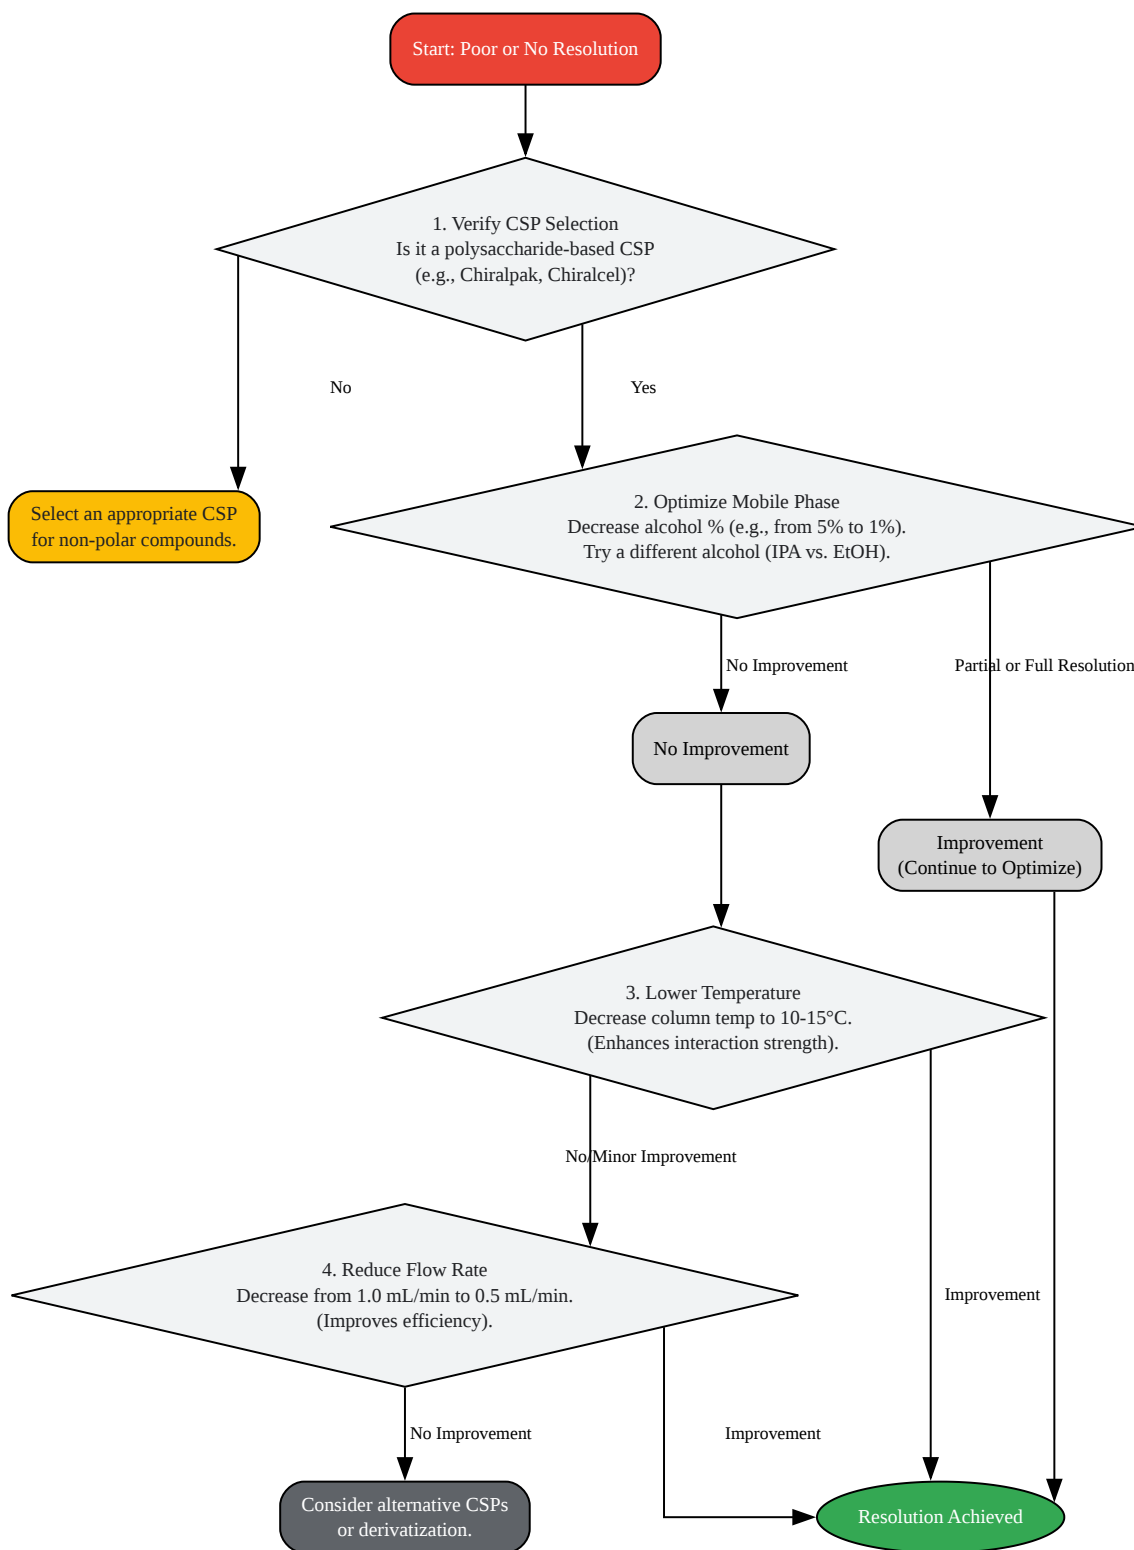 Start: Poor or No Resolution
1. Verify CSP Selection
Is it a polysaccharide-based CSP
(e.g., Chiralpak, Chiralcel)?
No
Yes
Select an appropriate CSP
for non-polar compounds.
2. Optimize Mobile Phase
Decrease alcohol % (e.g., from 5% to 1%).
Try a different alcohol (IPA vs. EtOH).
No Improvement
Partial or Full Resolution
No Improvement
Improvement
(Continue to Optimize)
3. Lower Temperature
Decrease column temp to 10-15°C.
(Enhances interaction strength).
No/Minor Improvement
4. Reduce Flow Rate
Decrease from 1.0 mL/min to 0.5 mL/min.
(Improves efficiency).
Improvement
No Improvement
Improvement
Consider alternative CSPs
or derivatization.
Resolution Achieved